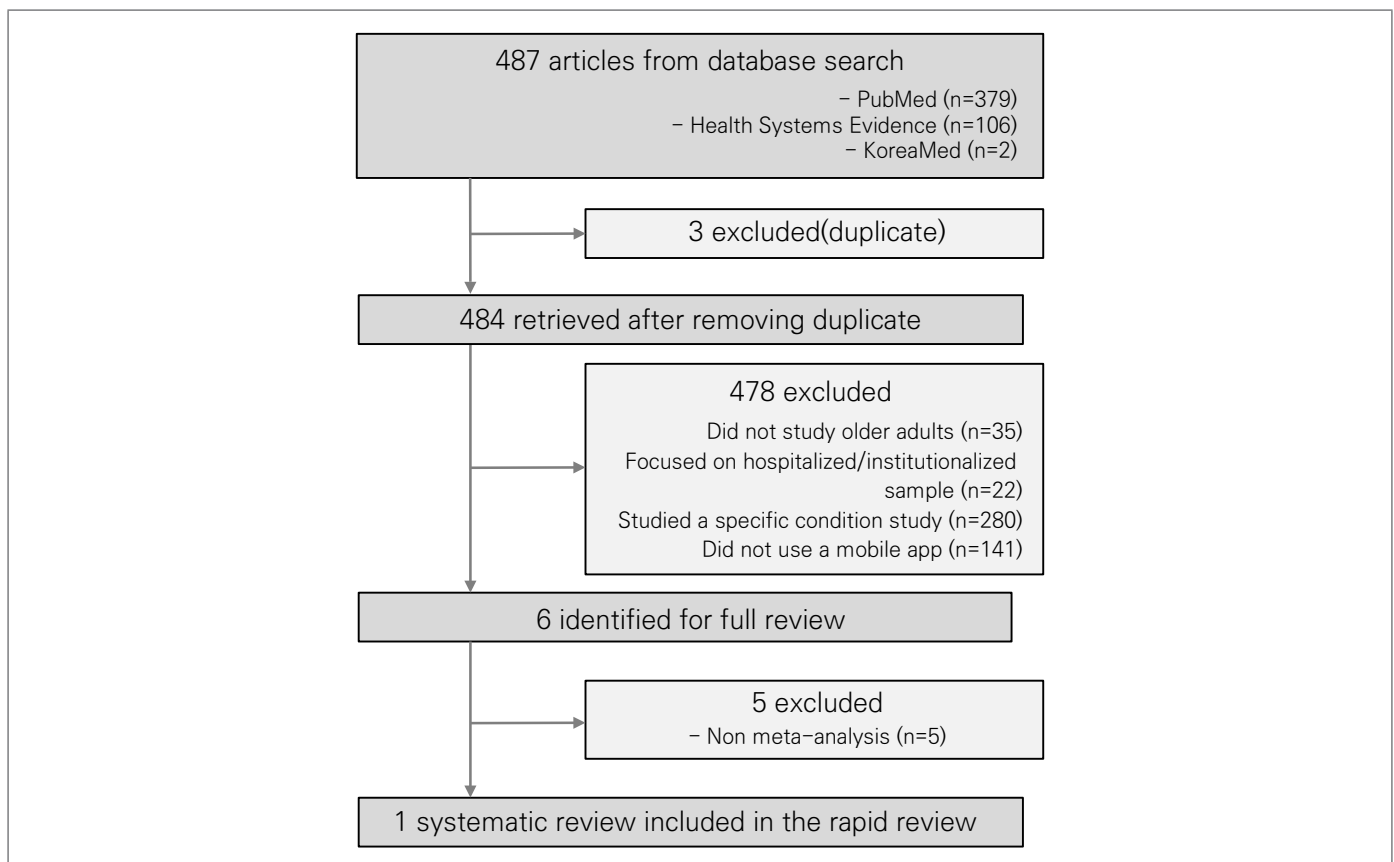 487 articles from database search
– PubMed (n=379)
– Health Systems Evidence (n=106)
– KoreaMed (n=2)
3 excluded(duplicate)
484 retrieved after removing duplicate
478 excluded
Did not study older adults (n=35)
Focused on hospitalized/institutionalized
sample (n=22)
Studied a specific condition study (n=280)
Did not use a mobile app (n=141)
6 identified for full review
5 excluded
– Non meta-analysis (n=5)
1 systematic review included in the rapid review